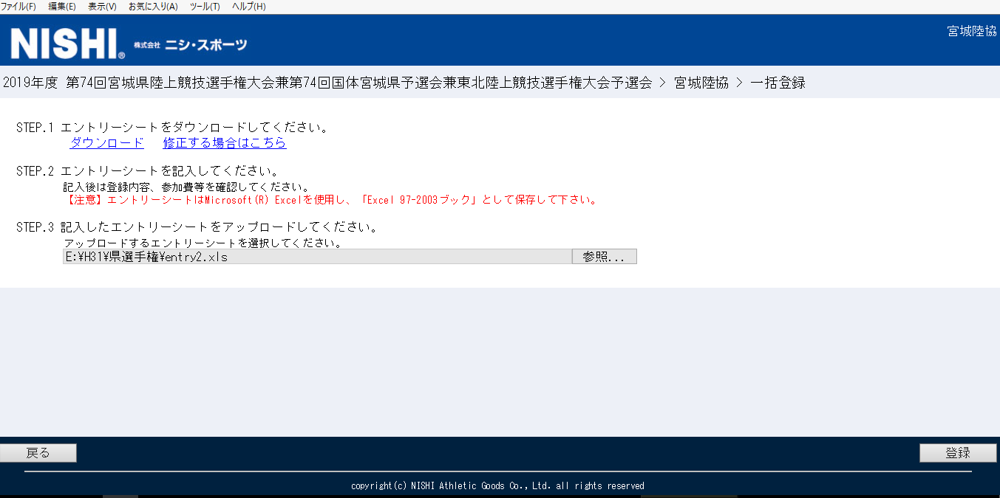 ファイル(F) 編集(E) 表示(V) お気に入り(A) ツール(T) ヘルプ(H)
NISHI® 株式会社 ニシ・スポーツ 宮城陸協
2019年度 第74回宮城県陸上競技選手権大会兼第74回国体宮城県予選会兼東北陸上競技選手権大会予選会 > 宮城陸協 > 一括登録
STEP.1 エントリーシートをダウンロードしてください。
ダウンロード 修正する場合はこちら
STEP.2 エントリーシートを記入してください。
記入後は登録内容、参加費等を確認してください。
【注意】エントリーシートはMicrosoft(R) Excelを使用し、「Excel 97-2003ブック」として保存して下さい。
STEP.3 記入したエントリーシートをアップロードしてください。
アップロードするエントリーシートを選択してください。
E:¥H31¥県選手権¥entry2.xls 参照...
戻る 登録
copyright(c) NISHI Athletic Goods Co., Ltd. all rights reserved